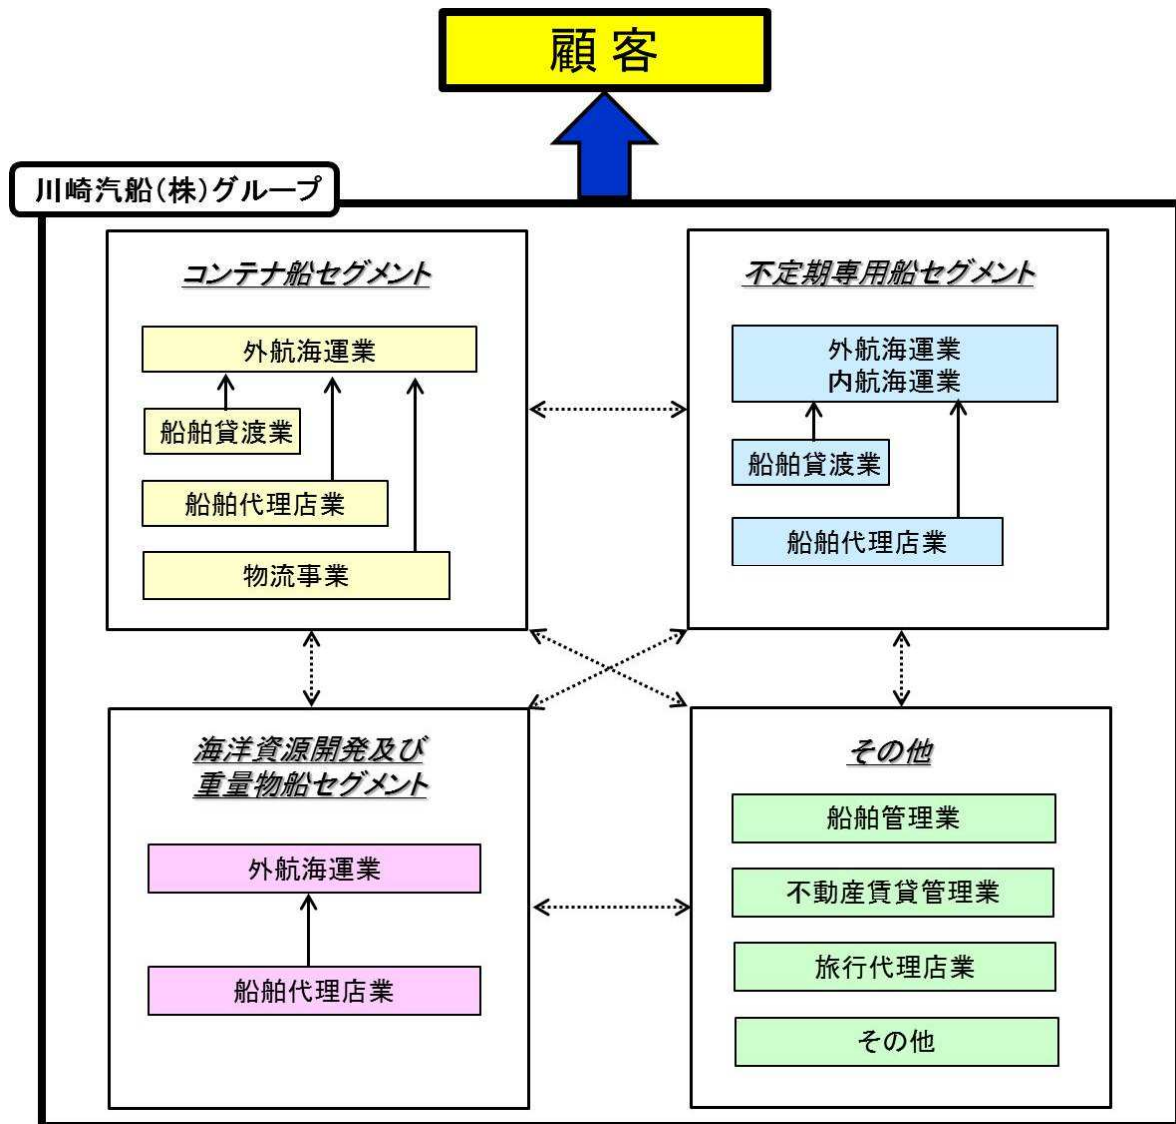 顧客
川崎汽船(株)グループ
コンテナ船セグメント
外航海運業
船舶貸渡業
船舶代理店業
物流事業
不定期専用船セグメント
外航海運業
内航海運業
船舶貸渡業
船舶代理店業
海洋資源開発及び
重量物船セグメント
外航海運業
船舶代理店業
その他
船舶管理業
不動産賃貸管理業
旅行代理店業
その他